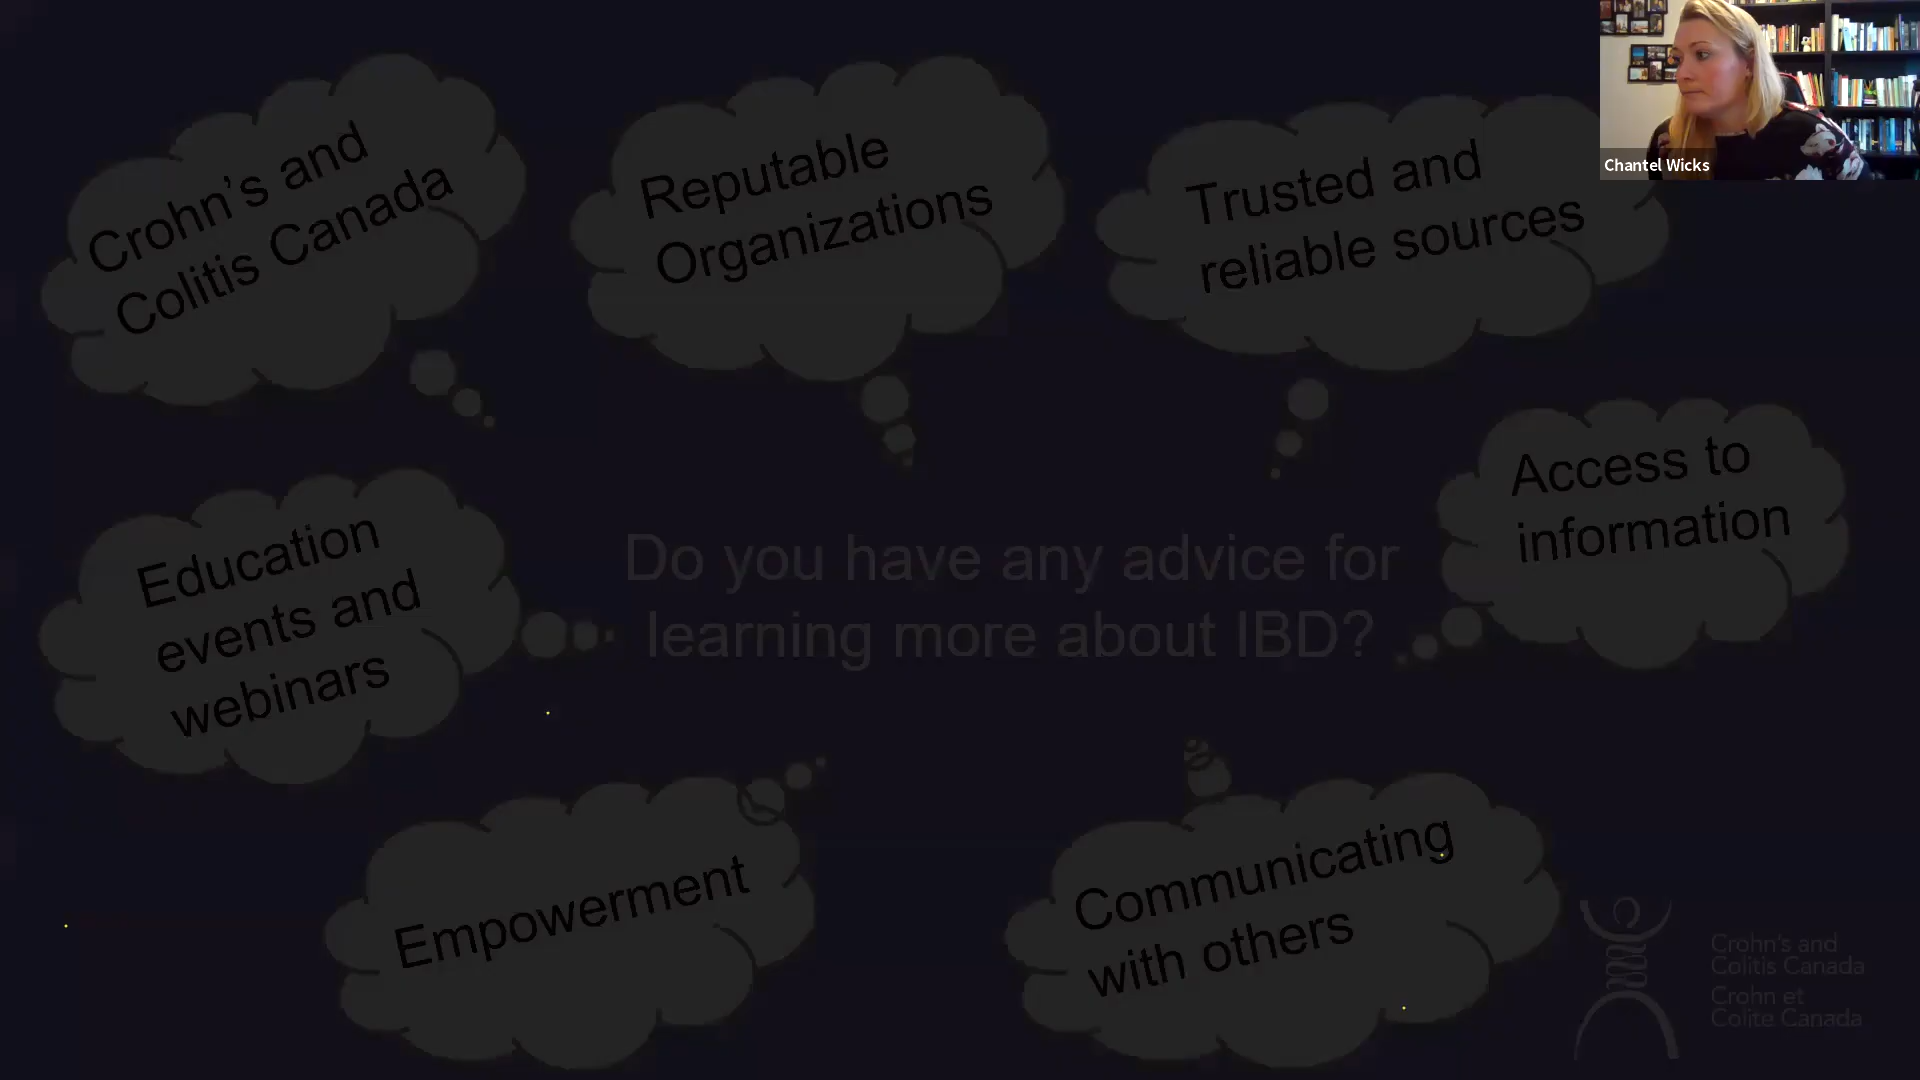 Crohn’s and
Colitis Canada
Reputable
Organizations
Trusted and
reliable sources
Chantel Wicks
Access to
information
Education
events and
webinars
Do you have any advice for
learning more about IBD?
Empowerment
Communicating
with others
Crohn's and
Colitis Canada
Crohn et
Colite Canada